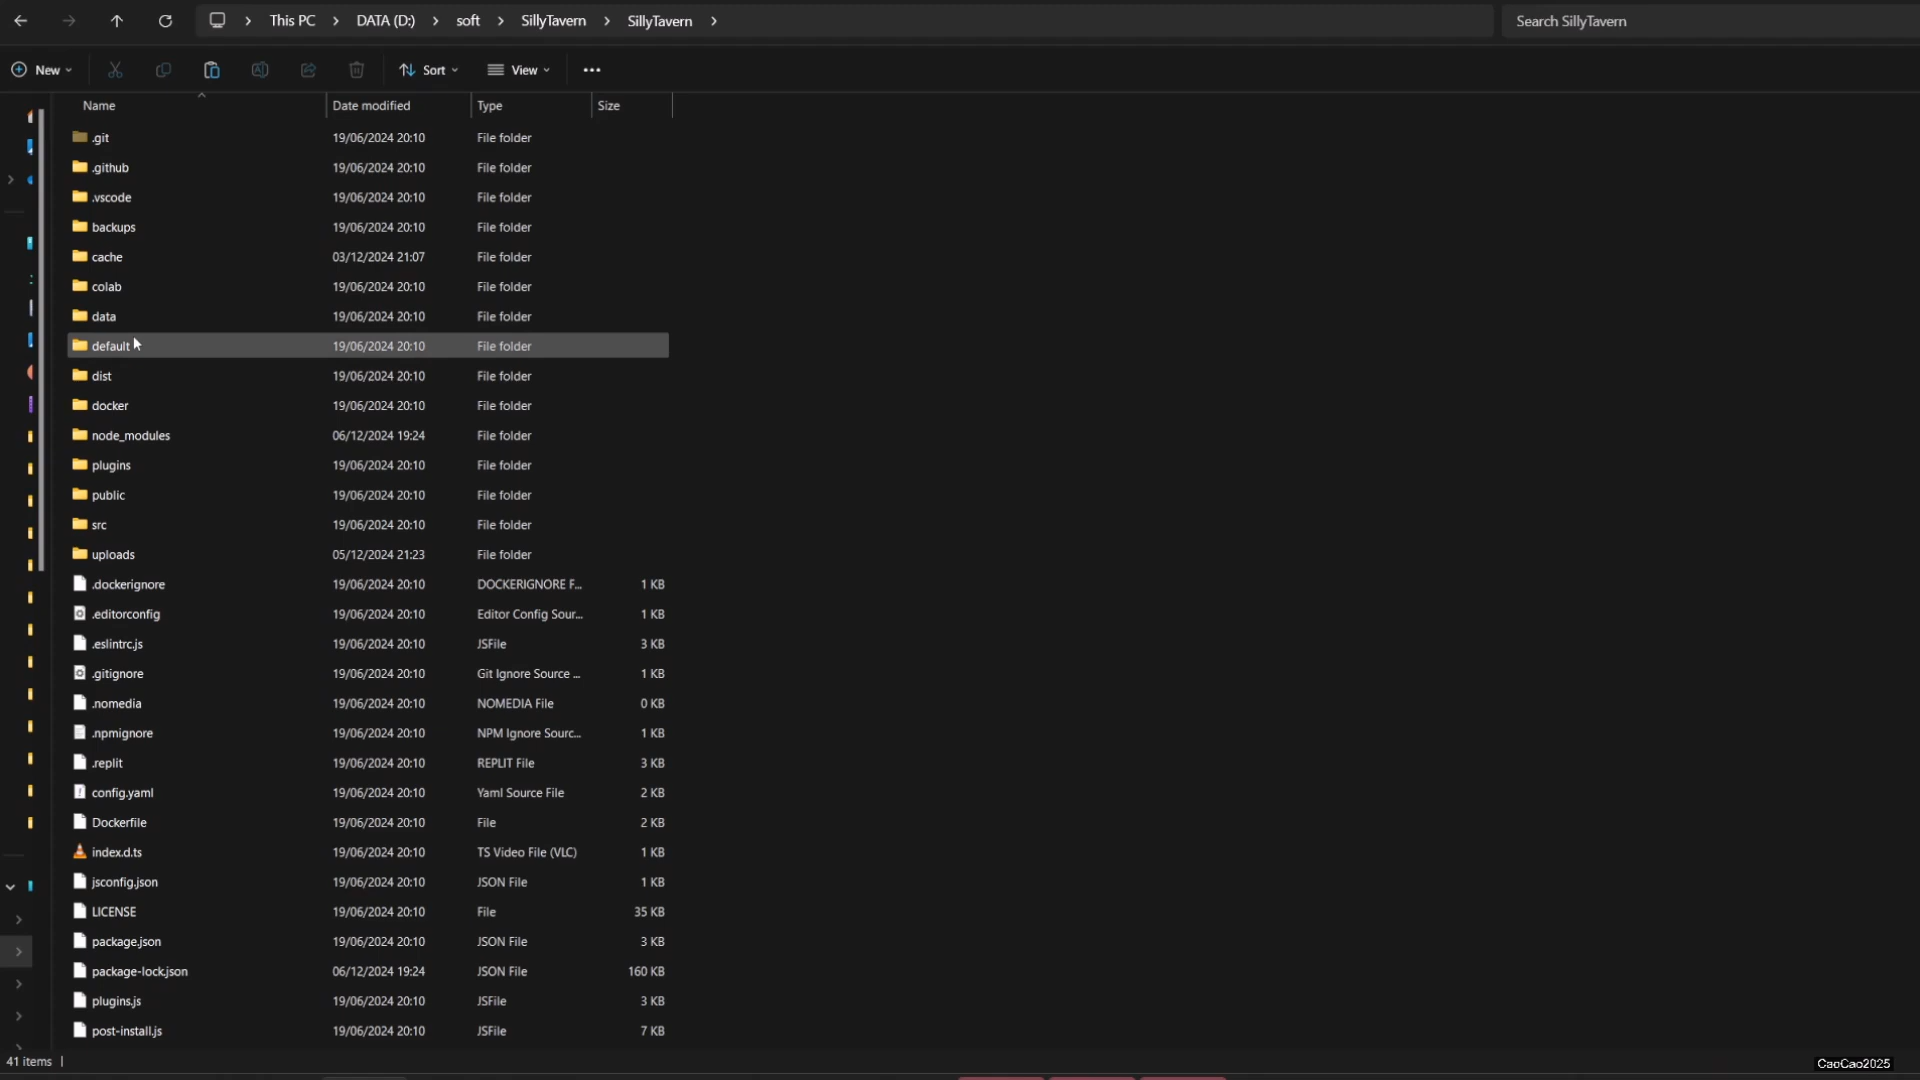 This PC > DATA (D:) > soft > SillyTavern > SillyTavern >
Search SillyTavern
New Sort View ...
Name Date modified Type Size
.git 19/06/2024 20:10 File folder
.github 19/06/2024 20:10 File folder
.vscode 19/06/2024 20:10 File folder
backups 19/06/2024 20:10 File folder
cache 03/12/2024 21:07 File folder
colab 19/06/2024 20:10 File folder
data 19/06/2024 20:10 File folder
default 19/06/2024 20:10 File folder
dist 19/06/2024 20:10 File folder
docker 19/06/2024 20:10 File folder
node_modules 06/12/2024 19:24 File folder
plugins 19/06/2024 20:10 File folder
public 19/06/2024 20:10 File folder
src 19/06/2024 20:10 File folder
uploads 05/12/2024 21:23 File folder
.dockerignore 19/06/2024 20:10 DOCKERIGNORE F... 1 KB
.editorconfig 19/06/2024 20:10 Editor Config Sour... 1 KB
.eslintrc.js 19/06/2024 20:10 JSFile 3 KB
.gitignore 19/06/2024 20:10 Git Ignore Source ... 1 KB
.nomedia 19/06/2024 20:10 NOMEDIA File 0 KB
.npmignore 19/06/2024 20:10 NPM Ignore Sourc... 1 KB
.replit 19/06/2024 20:10 REPLIT File 3 KB
config.yaml 19/06/2024 20:10 Yaml Source File 2 KB
Dockerfile 19/06/2024 20:10 File 2 KB
index.d.ts 19/06/2024 20:10 TS Video File (VLC) 1 KB
jsconfig.json 19/06/2024 20:10 JSON File 1 KB
LICENSE 19/06/2024 20:10 File 35 KB
package.json 19/06/2024 20:10 JSON File 3 KB
package-lock.json 06/12/2024 19:24 JSON File 160 KB
plugins.js 19/06/2024 20:10 JSFile 3 KB
post-install.js 19/06/2024 20:10 JSFile 7 KB
41 items
CaoCao2025